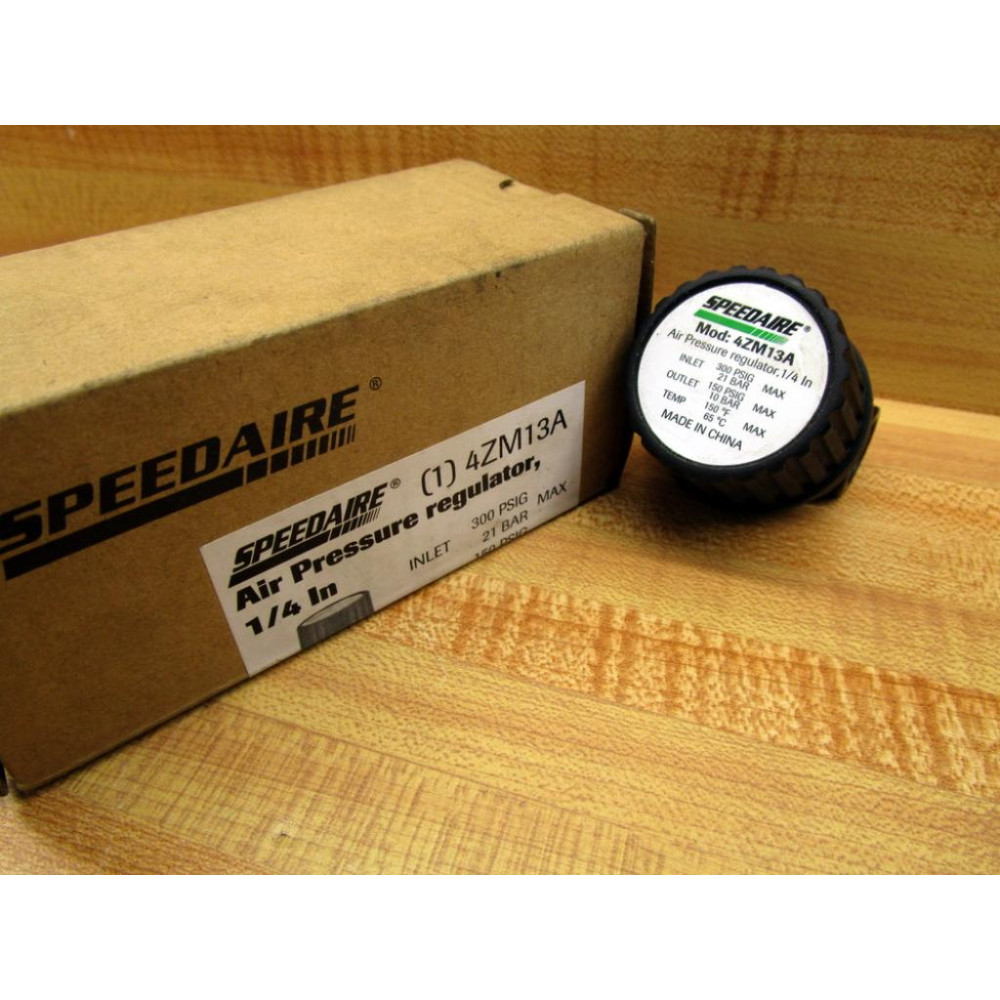 SPEEDAIRE®
SPEEDAIRE® (1) 4ZM13A
Air Pressure regulator,
1/4 In
INLET 300 PSIG MAX
21 BAR
150 PSIG
SPEEDAIRE®
Mod: 4ZM13A
Air Pressure regulator,1/4 In
INLET 300 PSIG MAX
21 BAR
OUTLET 150 PSIG MAX
10 BAR
TEMP 150 °F MAX
65 °C
MADE IN CHINA